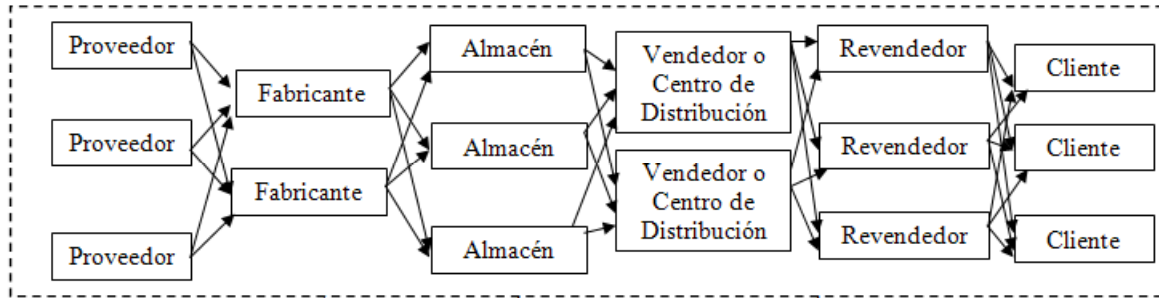 Proveedor
Proveedor
Proveedor
Fabricante
Fabricante
Almacén
Almacén
Almacén
Vendedor o
Centro de
Distribución
Vendedor o
Centro de
Distribución
Revendedor
Revendedor
Revendedor
Cliente
Cliente
Cliente